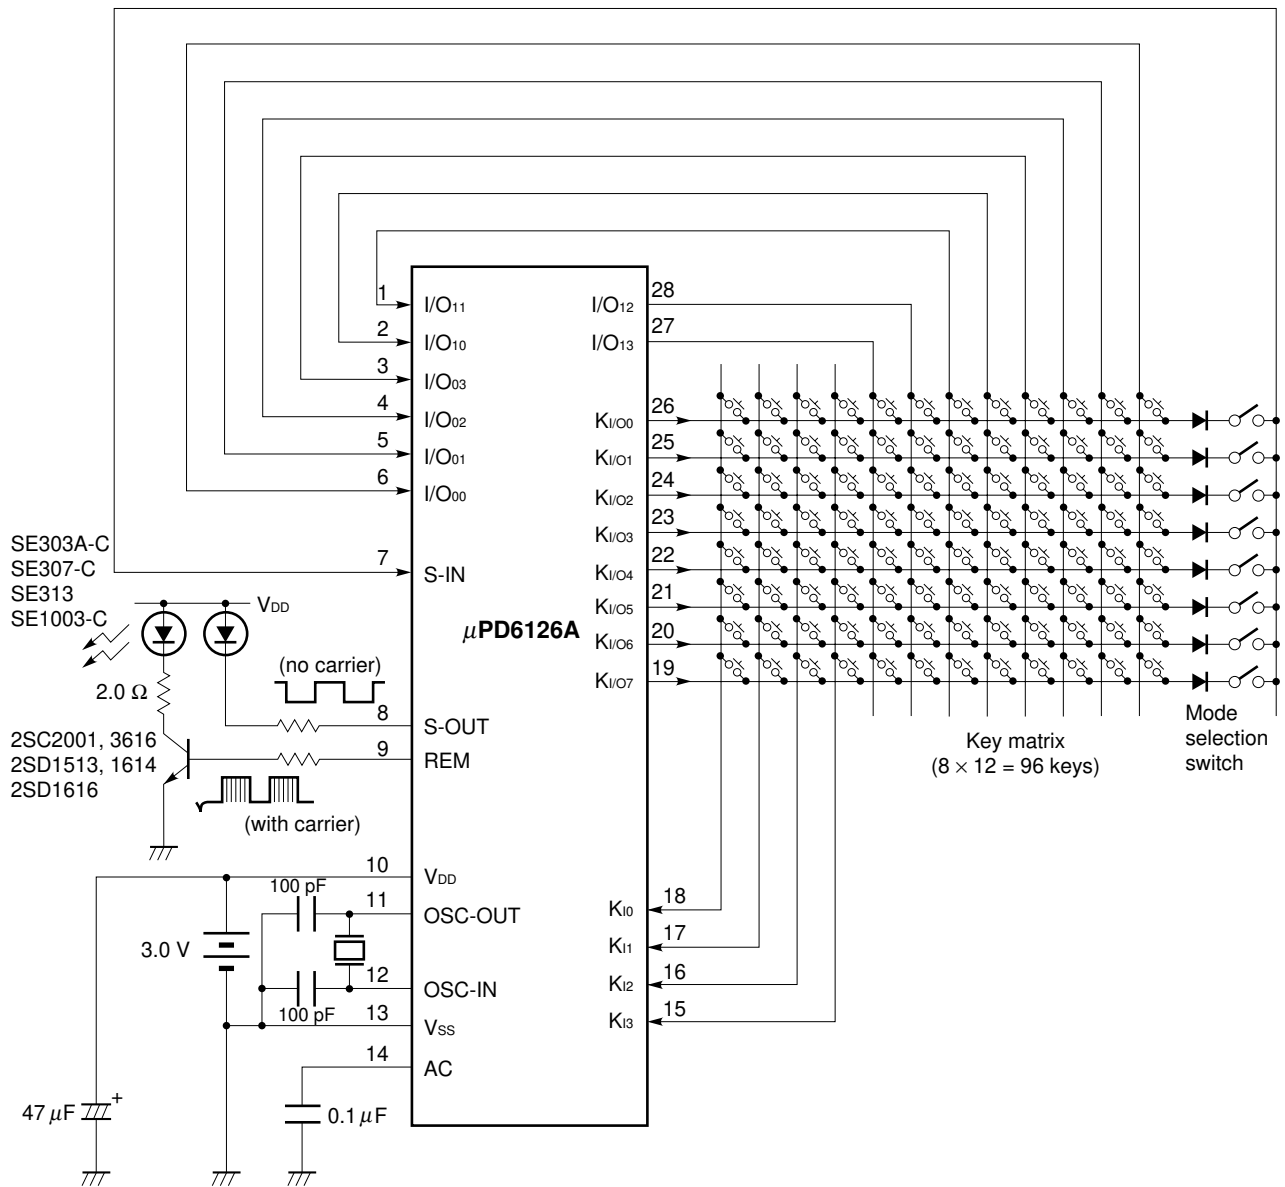 1
I/O11
2
I/O10
3
I/O03
4
I/O02
5
I/O01
6
I/O00
7
S-IN
8
S-OUT
9
REM
10
VDD
11
OSC-OUT
12
OSC-IN
13
VSS
14
AC
µPD6126A
28
I/O12
27
I/O13
26
KI/O0
25
KI/O1
24
KI/O2
23
KI/O3
22
KI/O4
21
KI/O5
20
KI/O6
19
KI/O7
18
KI0
17
KI1
16
KI2
15
KI3
SE303A-C
SE307-C
SE313
SE1003-C
VDD
(no carrier)
2.0 Ω
2SC2001, 3616
2SD1513, 1614
2SD1616
(with carrier)
100 pF
3.0 V
100 pF
47 µF
+
0.1 µF
Key matrix
(8 × 12 = 96 keys)
Mode
selection
switch